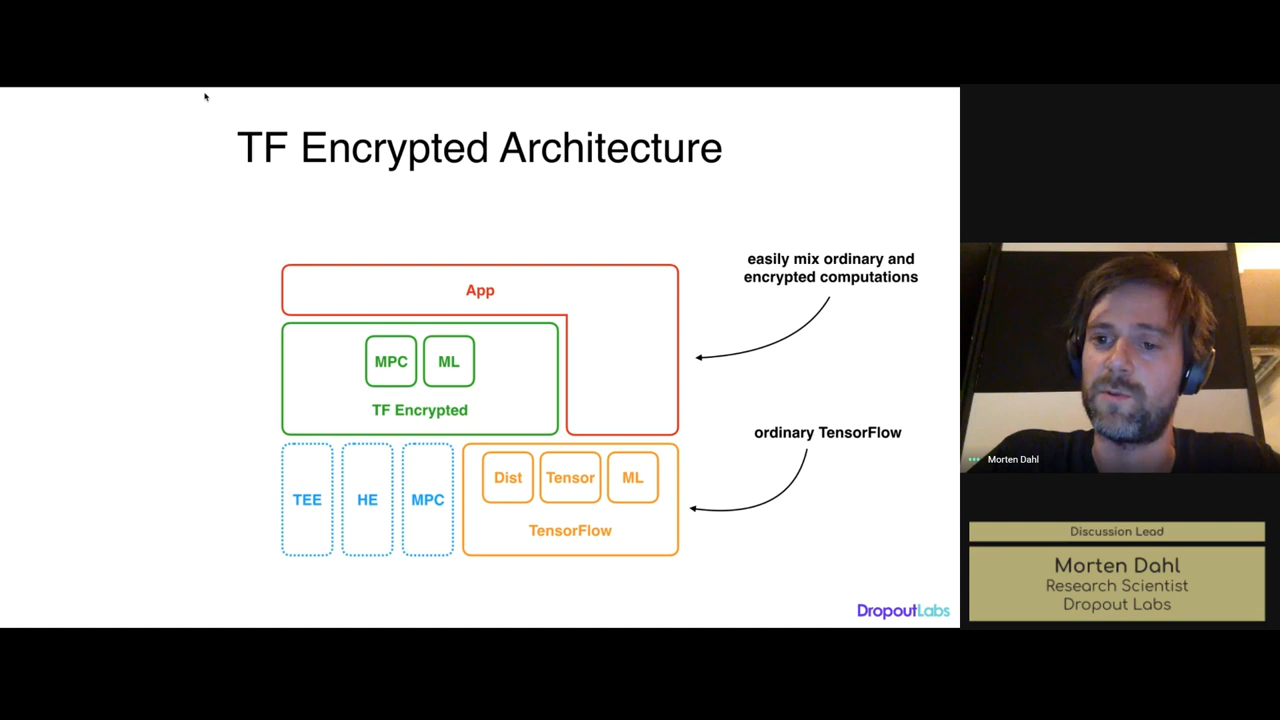 TF Encrypted Architecture
easily mix ordinary and
encrypted computations
App
MPC
ML
TF Encrypted
ordinary TensorFlow
TEE
HE
MPC
Dist
Tensor
ML
TensorFlow
DropoutLabs
Morten Dahl
Discussion Lead
Morten Dahl
Research Scientist
Dropout Labs